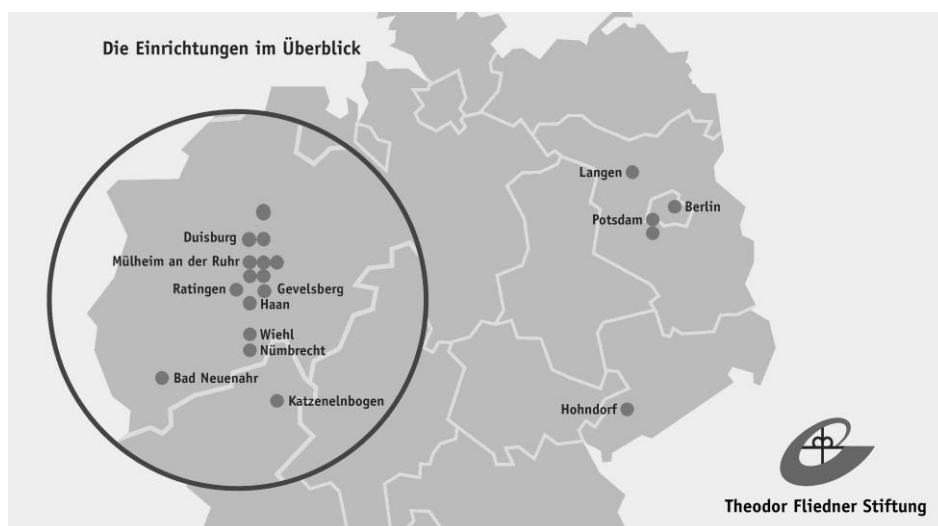 Die Einrichtungen im Überblick
Langen
Berlin
Potsdam
Duisburg
Mülheim an der Ruhr
Ratingen
Gevelsberg
Haan
Wiehl
Nümbrecht
Bad Neuenahr
Katzenelnbogen
Hohndorf
Theodor Fliedner Stiftung